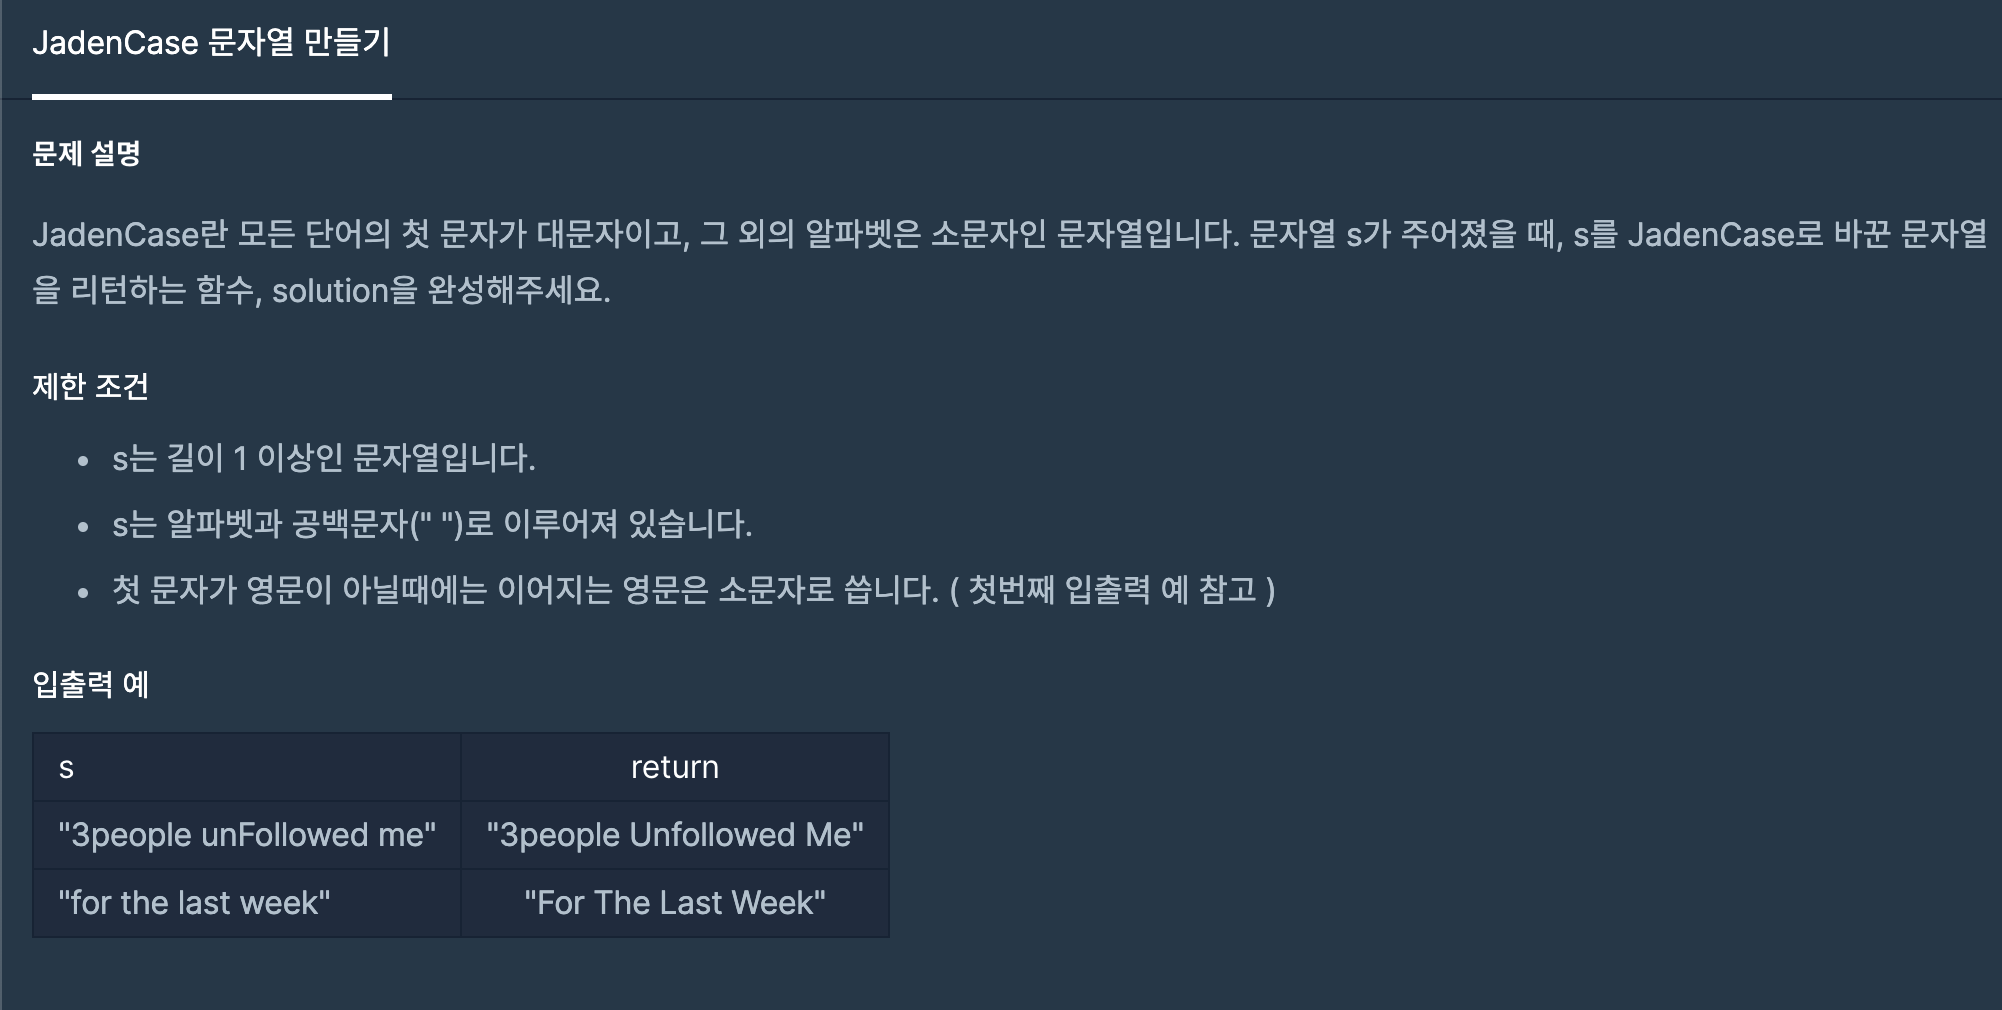 JadenCase 문자열 만들기
문제 설명
JadenCase란 모든 단어의 첫 문자가 대문자이고, 그 외의 알파벳은 소문자인 문자열입니다. 문자열 s가 주어졌을 때, s를 JadenCase로 바꾼 문자열
을 리턴하는 함수, solution을 완성해주세요.
제한 조건
• s는 길이 1 이상인 문자열입니다.
• s는 알파벳과 공백문자(" ")로 이루어져 있습니다.
• 첫 문자가 영문이 아닐때에는 이어지는 영문은 소문자로 씁니다. ( 첫번째 입출력 예 참고 )
입출력 예
s return
"3people unFollowed me" "3people Unfollowed Me"
"for the last week" "For The Last Week"